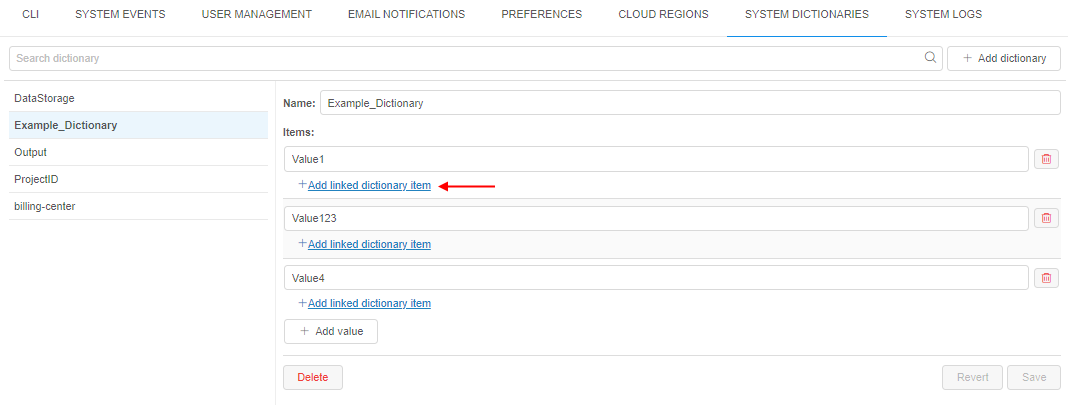 CLI SYSTEM EVENTS USER MANAGEMENT EMAIL NOTIFICATIONS PREFERENCES CLOUD REGIONS SYSTEM DICTIONARIES SYSTEM LOGS
Search dictionary
+ Add dictionary
DataStorage
Example_Dictionary
Output
ProjectID
billing-center
Name: Example_Dictionary
Items:
Value1
+Add linked dictionary item
Value123
+Add linked dictionary item
Value4
+Add linked dictionary item
+ Add value
Delete Revert Save